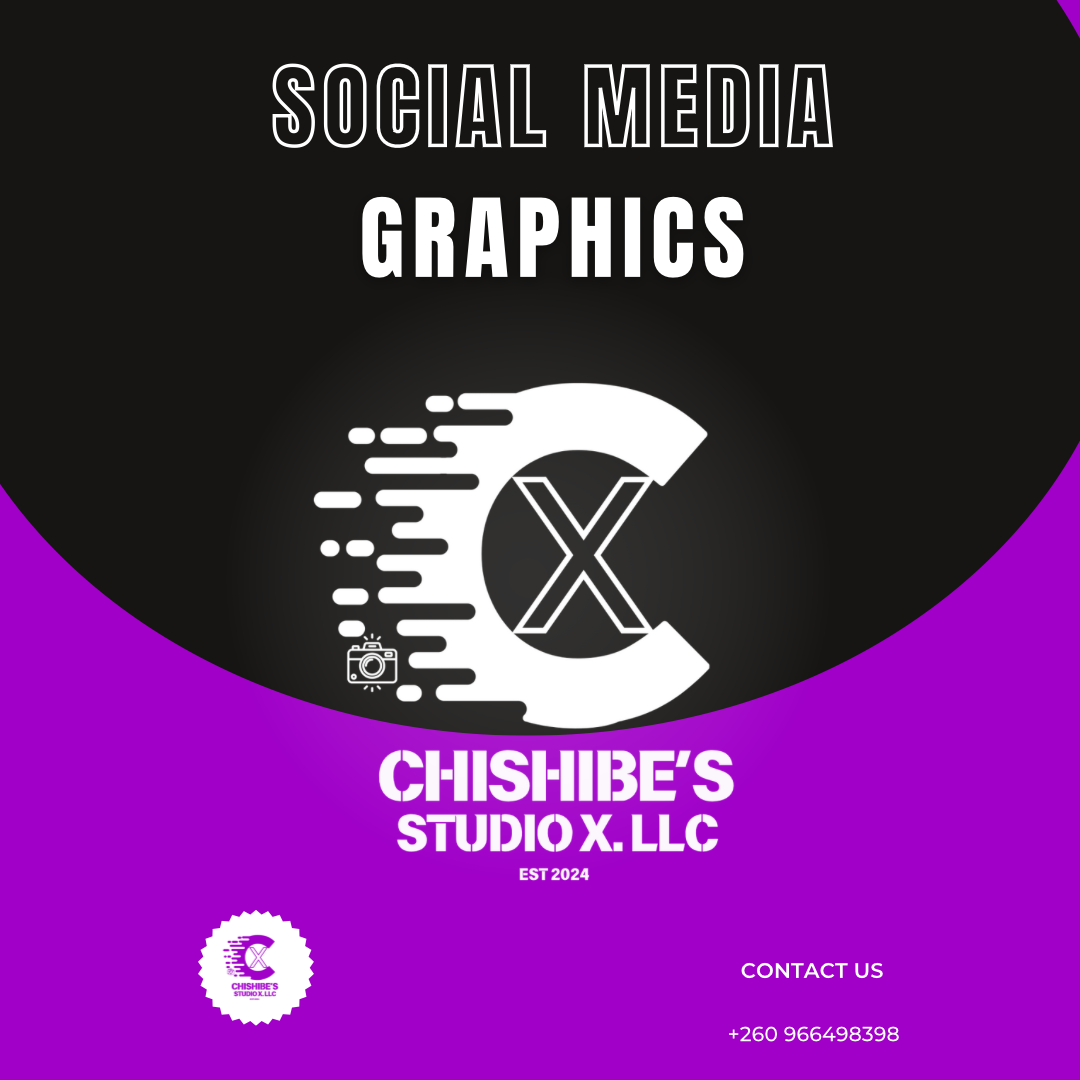 SOCIAL MEDIA
GRAPHICS
X
CHISHIBE'S
STUDIO X. LLC
EST 2024
X
CHISHIBE'S
STUDIO X. LLC
CONTACT US
+260 966498398